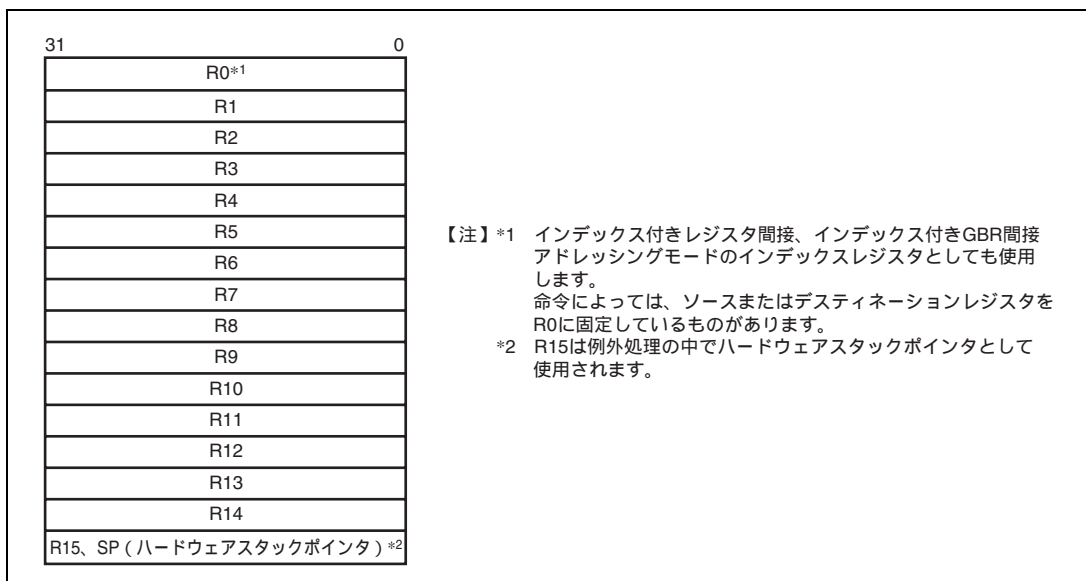 31 0
R0*1
R1
R2
R3
R4
R5
R6
R7
R8
R9
R10
R11
R12
R13
R14
R15、SP(ハードウェアスタックポインタ)*2
【注】*1 インデックス付きレジスタ間接、インデックス付きGBR間接
アドレッシングモードのインデックスレジスタとしても使用
します。
命令によっては、ソースまたはデスティネーションレジスタを
R0に固定しているものがあります。
*2 R15は例外処理の中でハードウェアスタックポインタとして
使用されます。